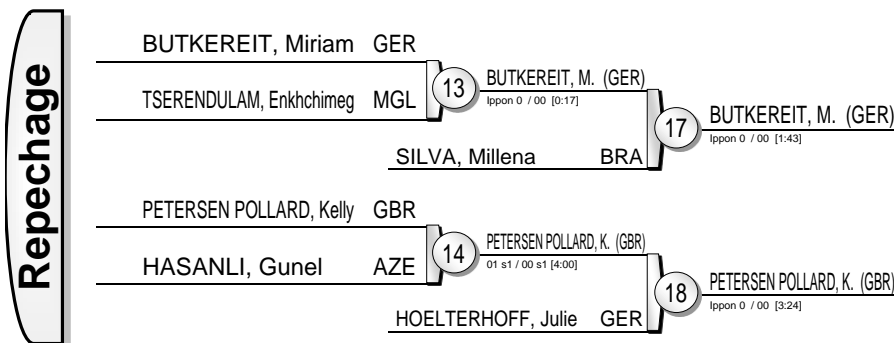 Repechage
BUTKEREIT, Miriam GER
TSERENDULAM, Enkhchimeg MGL
13
BUTKEREIT, M. (GER)
Ippon 0 / 00 [0:17]
SILVA, Millena BRA
17
BUTKEREIT, M. (GER)
Ippon 0 / 00 [1:43]
PETERSEN POLLARD, Kelly GBR
HASANLI, Gunel AZE
14
PETERSEN POLLARD, K. (GBR)
01 s1 / 00 s1 [4:00]
HOELTERHOFF, Julie GER
18
PETERSEN POLLARD, K. (GBR)
Ippon 0 / 00 [3:24]